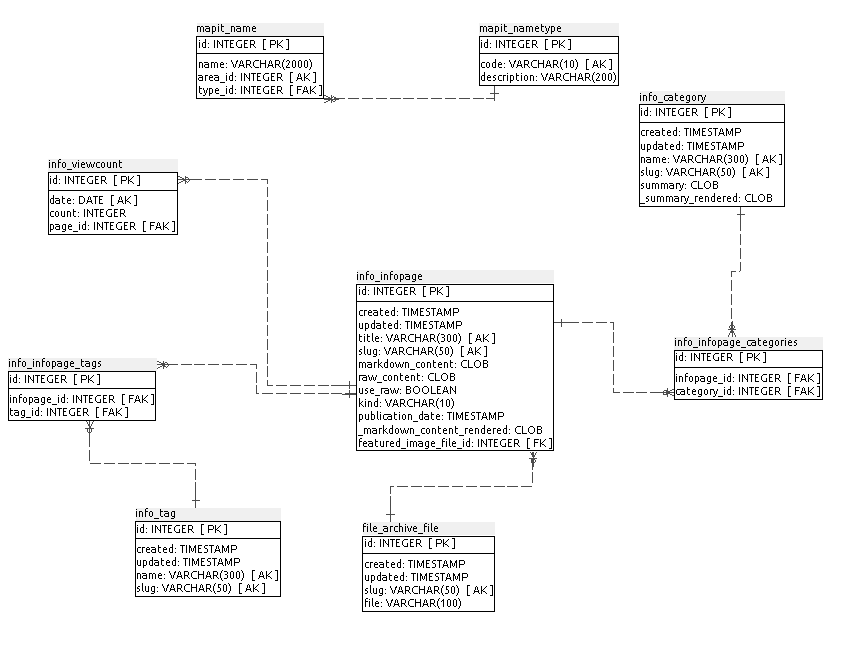 mapit_name
id: INTEGER [ PK ]
name: VARCHAR(2000)
area_id: INTEGER [ AK ]
type_id: INTEGER [ FAK ]
mapit_nametype
id: INTEGER [ PK ]
code: VARCHAR(10) [ AK ]
description: VARCHAR(200)
info_category
id: INTEGER [ PK ]
created: TIMESTAMP
updated: TIMESTAMP
name: VARCHAR(300) [ AK ]
slug: VARCHAR(50) [ AK ]
summary: CLOB
_summary_rendered: CLOB
info_viewcount
id: INTEGER [ PK ]
date: DATE [ AK ]
count: INTEGER
page_id: INTEGER [ FAK ]
info_infopage
id: INTEGER [ PK ]
created: TIMESTAMP
updated: TIMESTAMP
title: VARCHAR(300) [ AK ]
slug: VARCHAR(50) [ AK ]
markdown_content: CLOB
raw_content: CLOB
use_raw: BOOLEAN
kind: VARCHAR(10)
publication_date: TIMESTAMP
_markdown_content_rendered: CLOB
featured_image_file_id: INTEGER [ FK ]
info_infopage_categories
id: INTEGER [ PK ]
infopage_id: INTEGER [ FAK ]
category_id: INTEGER [ FAK ]
info_infopage_tags
id: INTEGER [ PK ]
infopage_id: INTEGER [ FAK ]
tag_id: INTEGER [ FAK ]
info_tag
id: INTEGER [ PK ]
created: TIMESTAMP
updated: TIMESTAMP
name: VARCHAR(300) [ AK ]
slug: VARCHAR(50) [ AK ]
file_archive_file
id: INTEGER [ PK ]
created: TIMESTAMP
updated: TIMESTAMP
slug: VARCHAR(50) [ AK ]
file: VARCHAR(100)